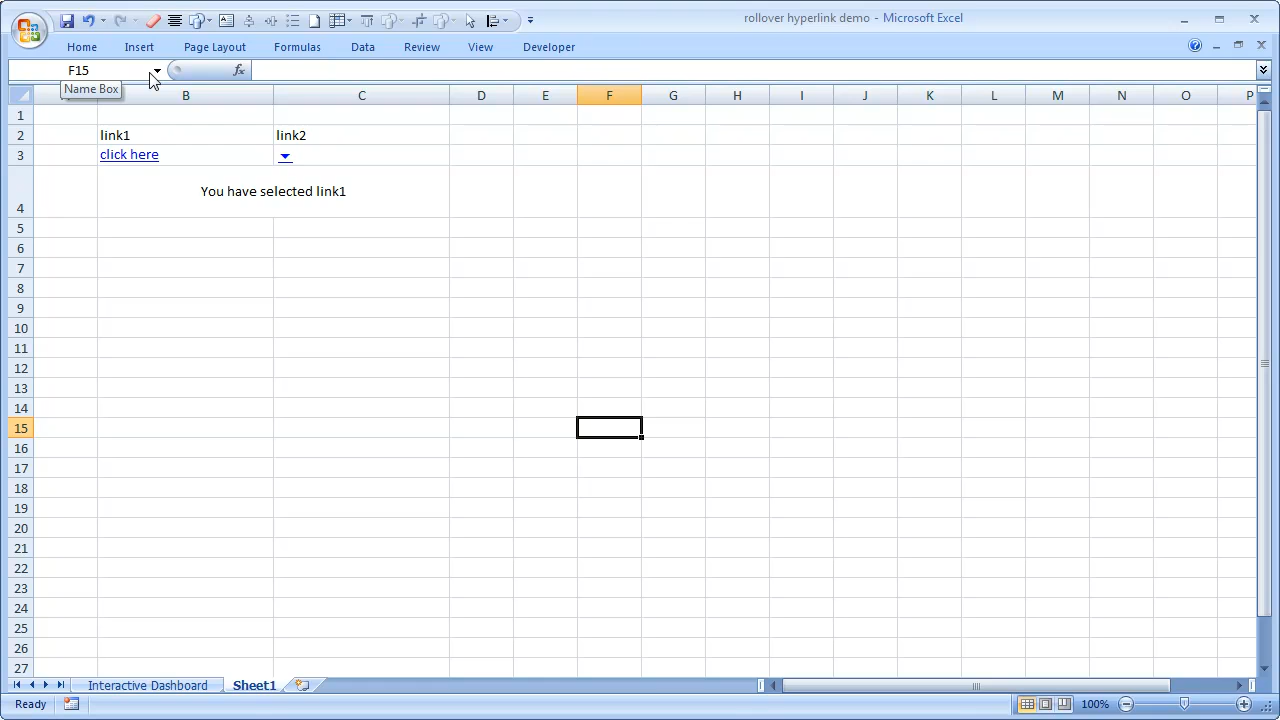 rollover hyperlink demo - Microsoft Excel
Home Insert Page Layout Formulas Data Review View Developer
F15 fx
Name Box
B C D E F G H I J K L M N O P
1
2 link1 link2
3 click here
You have selected link1
4
5
6
7
8
9
10
11
12
13
14
15
16
17
18
19
20
21
22
23
24
25
26
27
Interactive Dashboard Sheet1
Ready 100%